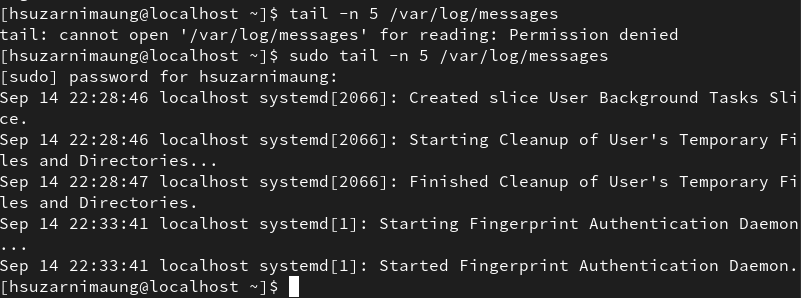 [hsuzarnimaung@localhost ~]$ tail -n 5 /var/log/messages
tail: cannot open '/var/log/messages' for reading: Permission denied
[hsuzarnimaung@localhost ~]$ sudo tail -n 5 /var/log/messages
[sudo] password for hsuzarnimaung:
Sep 14 22:28:46 localhost systemd[2066]: Created slice User Background Tasks Sli
ce.
Sep 14 22:28:46 localhost systemd[2066]: Starting Cleanup of User's Temporary Fi
les and Directories...
Sep 14 22:28:47 localhost systemd[2066]: Finished Cleanup of User's Temporary Fi
les and Directories.
Sep 14 22:33:41 localhost systemd[1]: Starting Fingerprint Authentication Daemon
...
Sep 14 22:33:41 localhost systemd[1]: Started Fingerprint Authentication Daemon.
[hsuzarnimaung@localhost ~]$